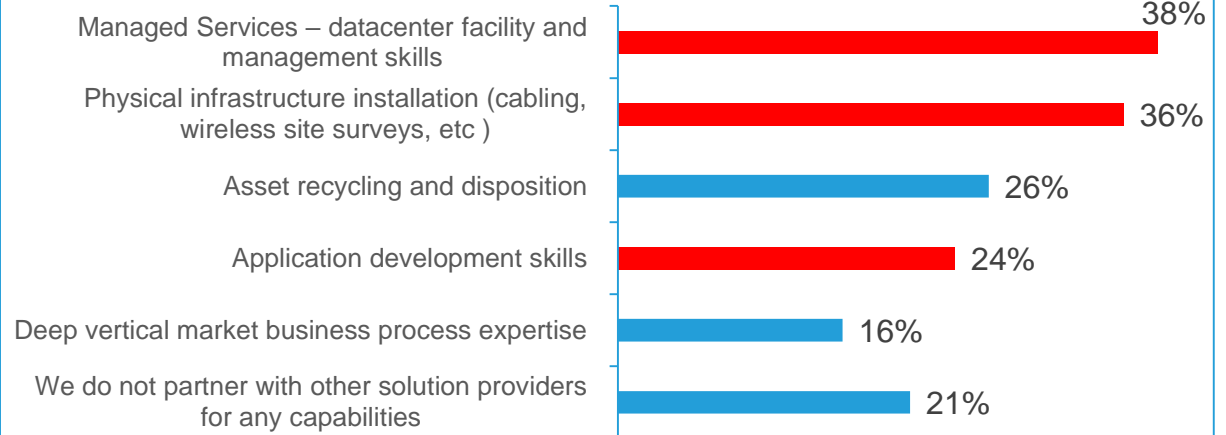 38%
Managed Services – datacenter facility and
management skills
Physical infrastructure installation (cabling,
wireless site surveys, etc )
36%
Asset recycling and disposition
26%
Application development skills
24%
Deep vertical market business process expertise
16%
We do not partner with other solution providers
for any capabilities
21%